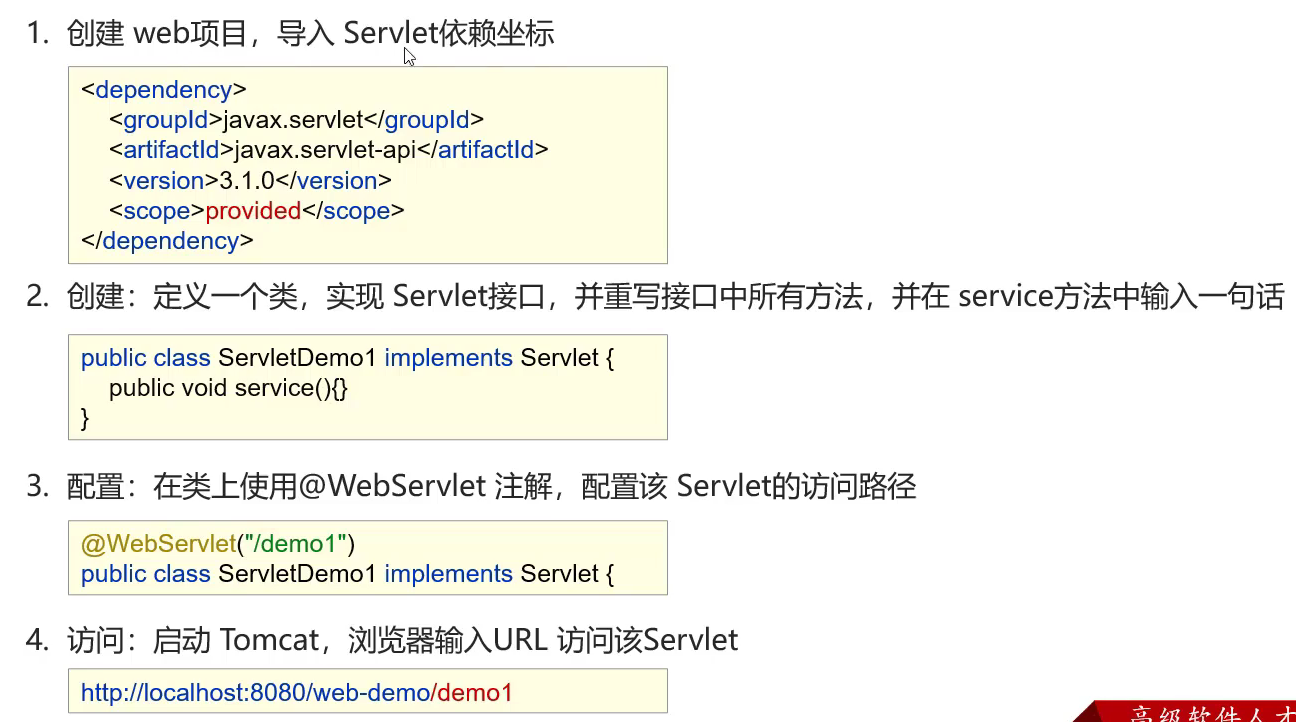 1. 创建 web项目，导入 Servlet依赖坐标
<dependency>
<groupId>javax.servlet</groupId>
<artifactId>javax.servlet-api</artifactId>
<version>3.1.0</version>
<scope>provided</scope>
</dependency>
2. 创建：定义一个类，实现 Servlet接口，并重写接口中所有方法，并在 service方法中输入一句话
public class ServletDemo1 implements Servlet {
public void service(){}
}
3. 配置：在类上使用@WebServlet 注解，配置该 Servlet的访问路径
@WebServlet("/demo1")
public class ServletDemo1 implements Servlet {
4. 访问：启动 Tomcat，浏览器输入URL 访问该Servlet
http://localhost:8080/web-demo/demo1
高级软件人才